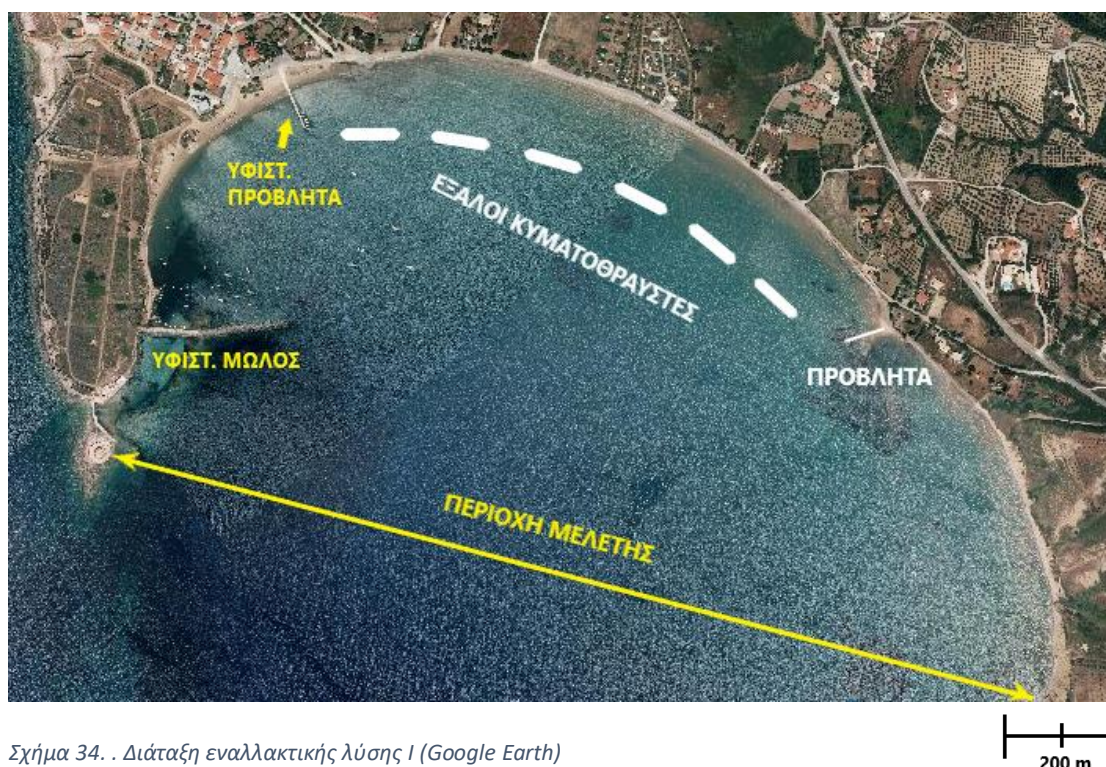 ΥΦΙΣΤ.
ΠΡΟΒΛΗΤΑ
ΕΞΑΛΟΙ ΚΥΜΑΤΟΘΡΑΥΣΤΕΣ
ΥΦΙΣΤ. ΜΩΛΟΣ
ΠΡΟΒΛΗΤΑ
ΠΕΡΙΟΧΗ ΜΕΛΕΤΗΣ
Σχήμα 34. . Διάταξη εναλλακτικής λύσης Ι (Google Earth)
200 m